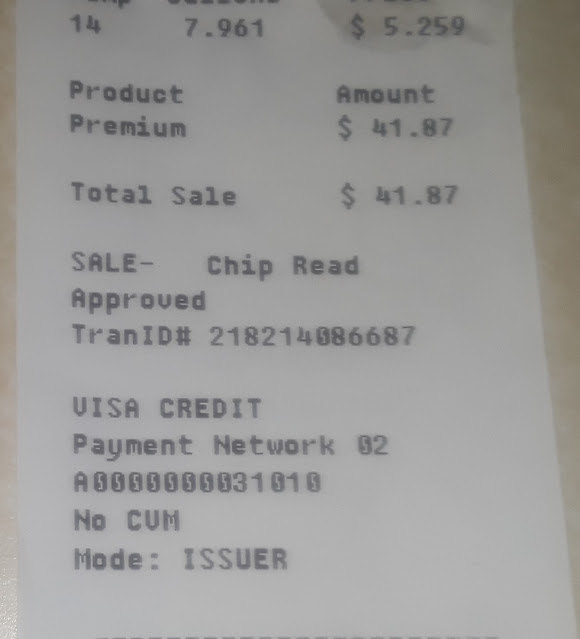 14 7.961 $ 5.259
Product Amount
Premium $ 41.87
Total Sale $ 41.87
SALE- Chip Read
Approved
TranID# 218214086687
VISA CREDIT
Payment Network 02
A0000000031010
No CVM
Mode: ISSUER